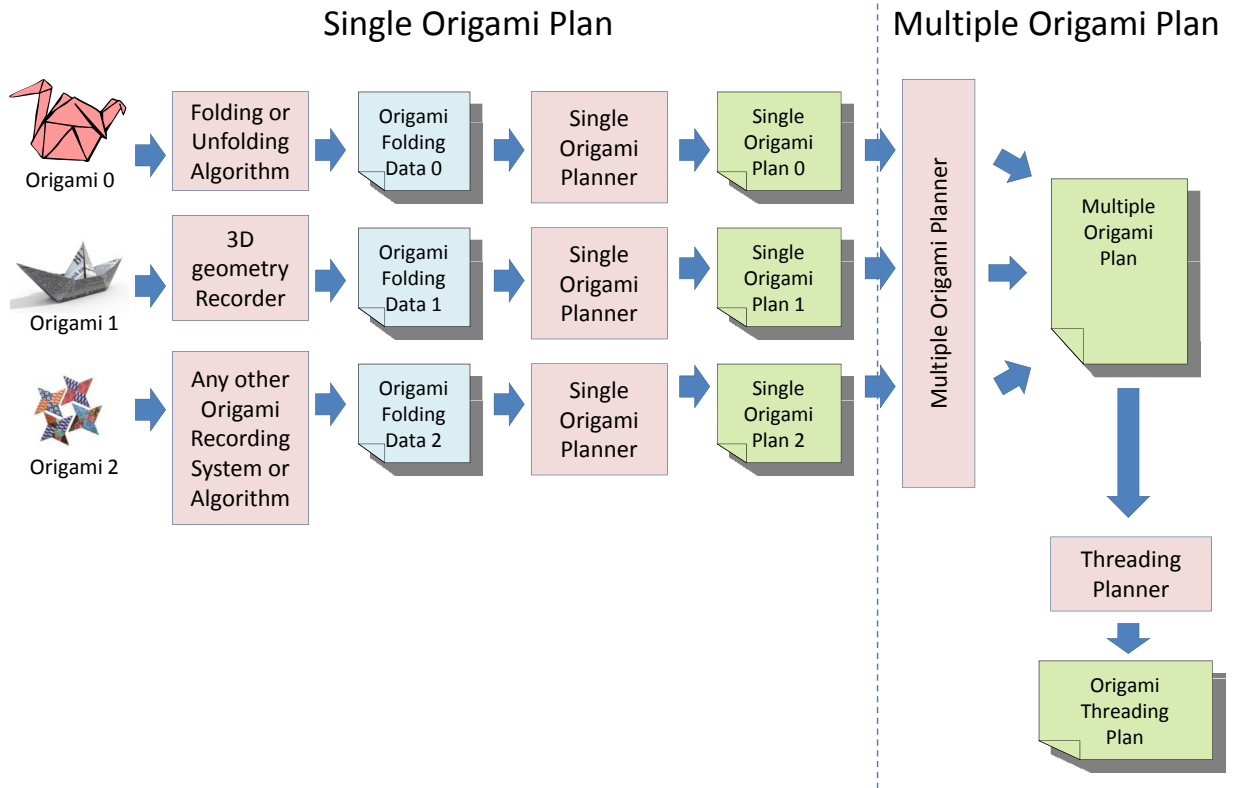 Single Origami Plan
Multiple Origami Plan
Origami 0
Folding or
Unfolding
Algorithm
Origami
Folding
Data 0
Single
Origami
Planner
Single
Origami
Plan 0
Origami 1
3D
geometry
Recorder
Origami
Folding
Data 1
Single
Origami
Planner
Single
Origami
Plan 1
Origami 2
Any other
Origami
Recording
System or
Algorithm
Origami
Folding
Data 2
Single
Origami
Planner
Single
Origami
Plan 2
Multiple Origami Planner
Multiple
Origami
Plan
Threading
Planner
Origami
Threading
Plan